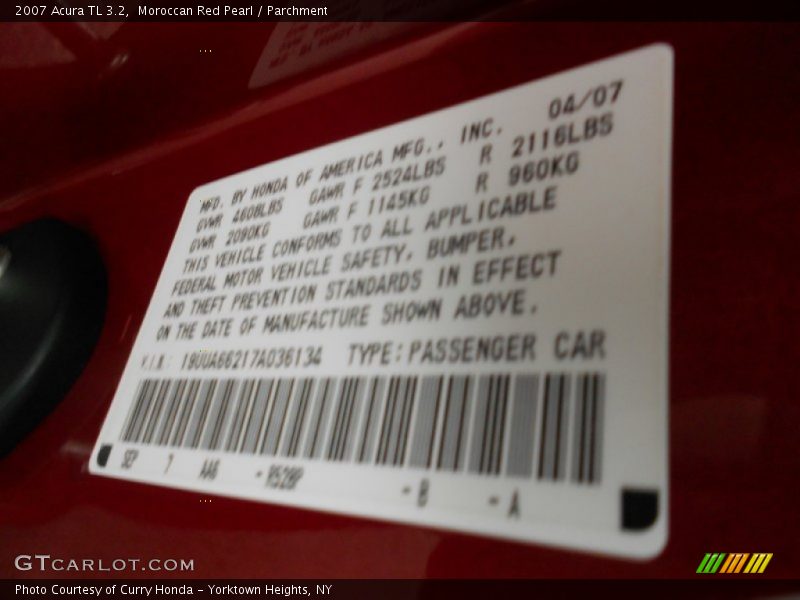 2007 Acura TL 3.2,  Moroccan Red Pearl / Parchment
MFD. BY HONDA OF AMERICA MFG., INC. 04/07
GVWR 4608LBS GAWR F 2524LBS R 2116LBS
GVWR 2090KG GAWR F 1145KG R 960KG
THIS VEHICLE CONFORMS TO ALL APPLICABLE
FEDERAL MOTOR VEHICLE SAFETY, BUMPER,
AND THEFT PREVENTION STANDARDS IN EFFECT
ON THE DATE OF MANUFACTURE SHOWN ABOVE.
V.I.N.: 19UUA66217A036134 TYPE: PASSENGER CAR
SEP 7 AA6 - R528P - B - A
GTCARLOT.COM
Photo Courtesy of Curry Honda - Yorktown Heights, NY